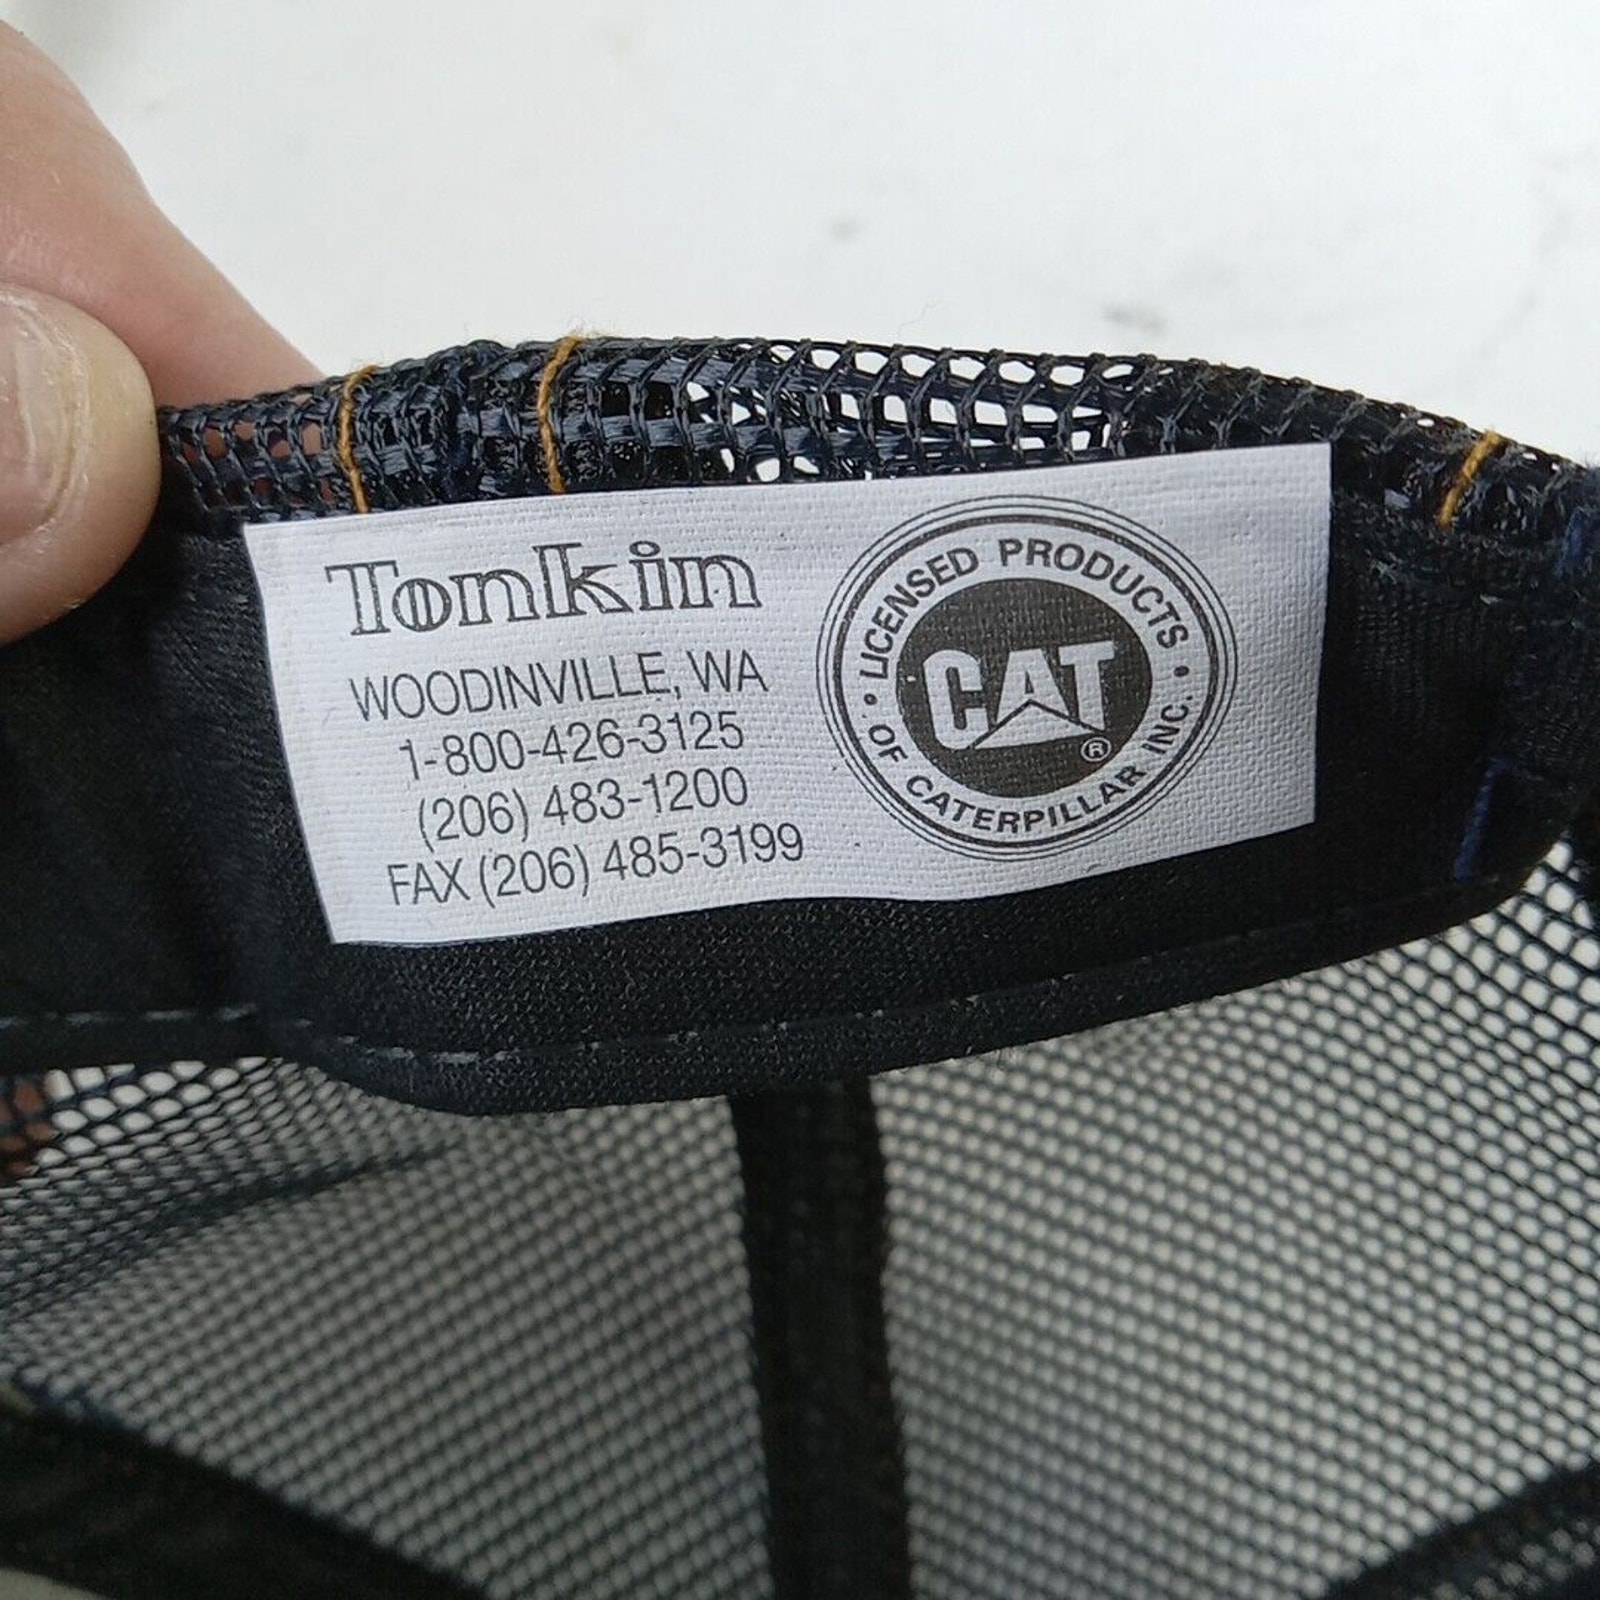 Tonkin
WOODINVILLE, WA
1-800-426-3125
(206) 483-1200
FAX (206) 485-3199
LICENSED PRODUCTS
CAT®
• OF CATERPILLAR INC. •